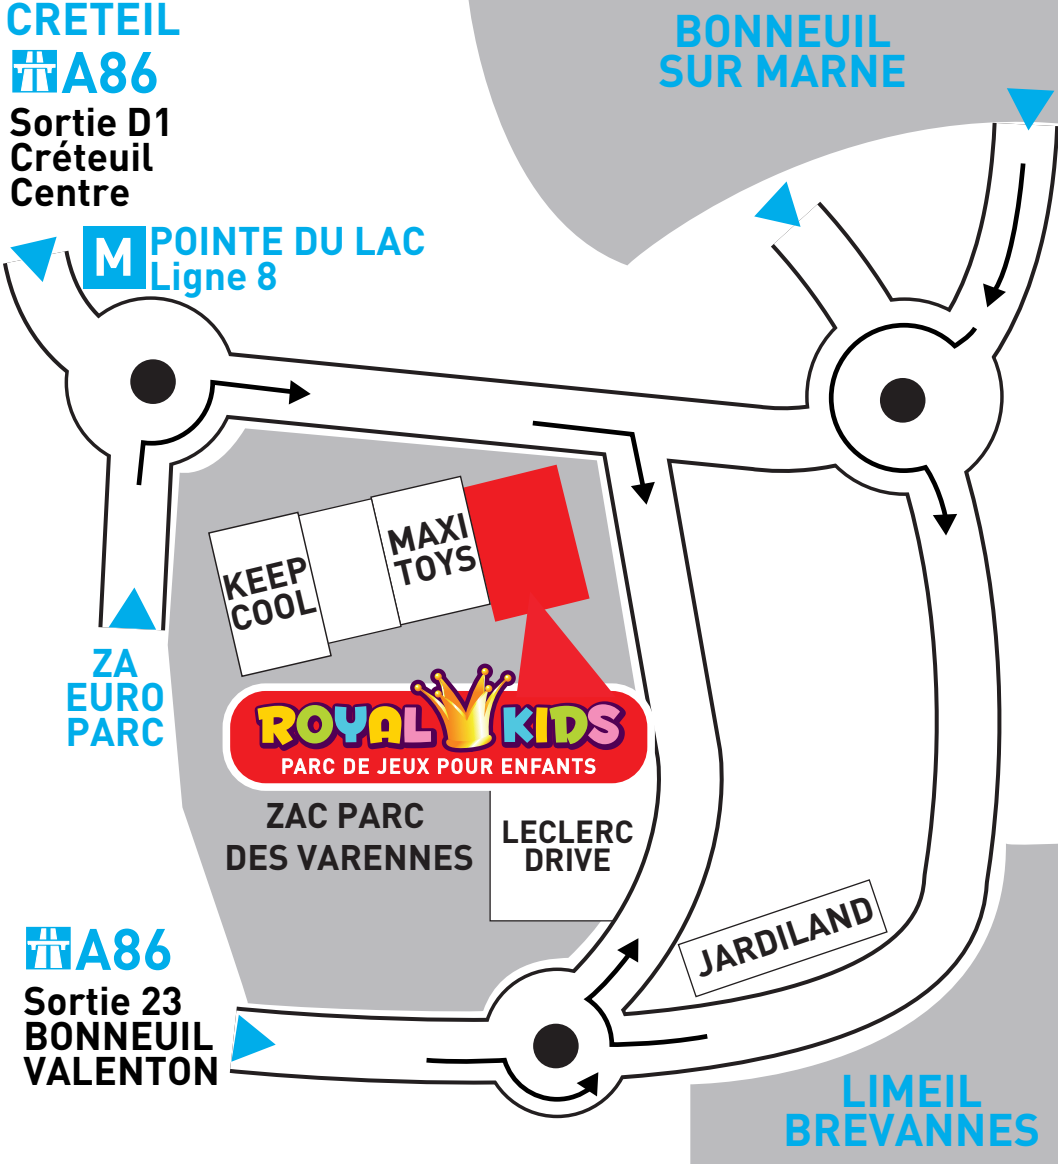 CRETEIL
A86
Sortie D1
Créteuil
Centre
BONNEUIL
SUR MARNE
M
POINTE DU LAC
Ligne 8
KEEP
COOL
MAXI
TOYS
ZA
EURO
PARC
ROYAL KIDS
PARC DE JEUX POUR ENFANTS
ZAC PARC
DES VARENNES
LECLERC
DRIVE
JARDILAND
A86
Sortie 23
BONNEUIL
VALENTON
LIMEIL
BREVANNES